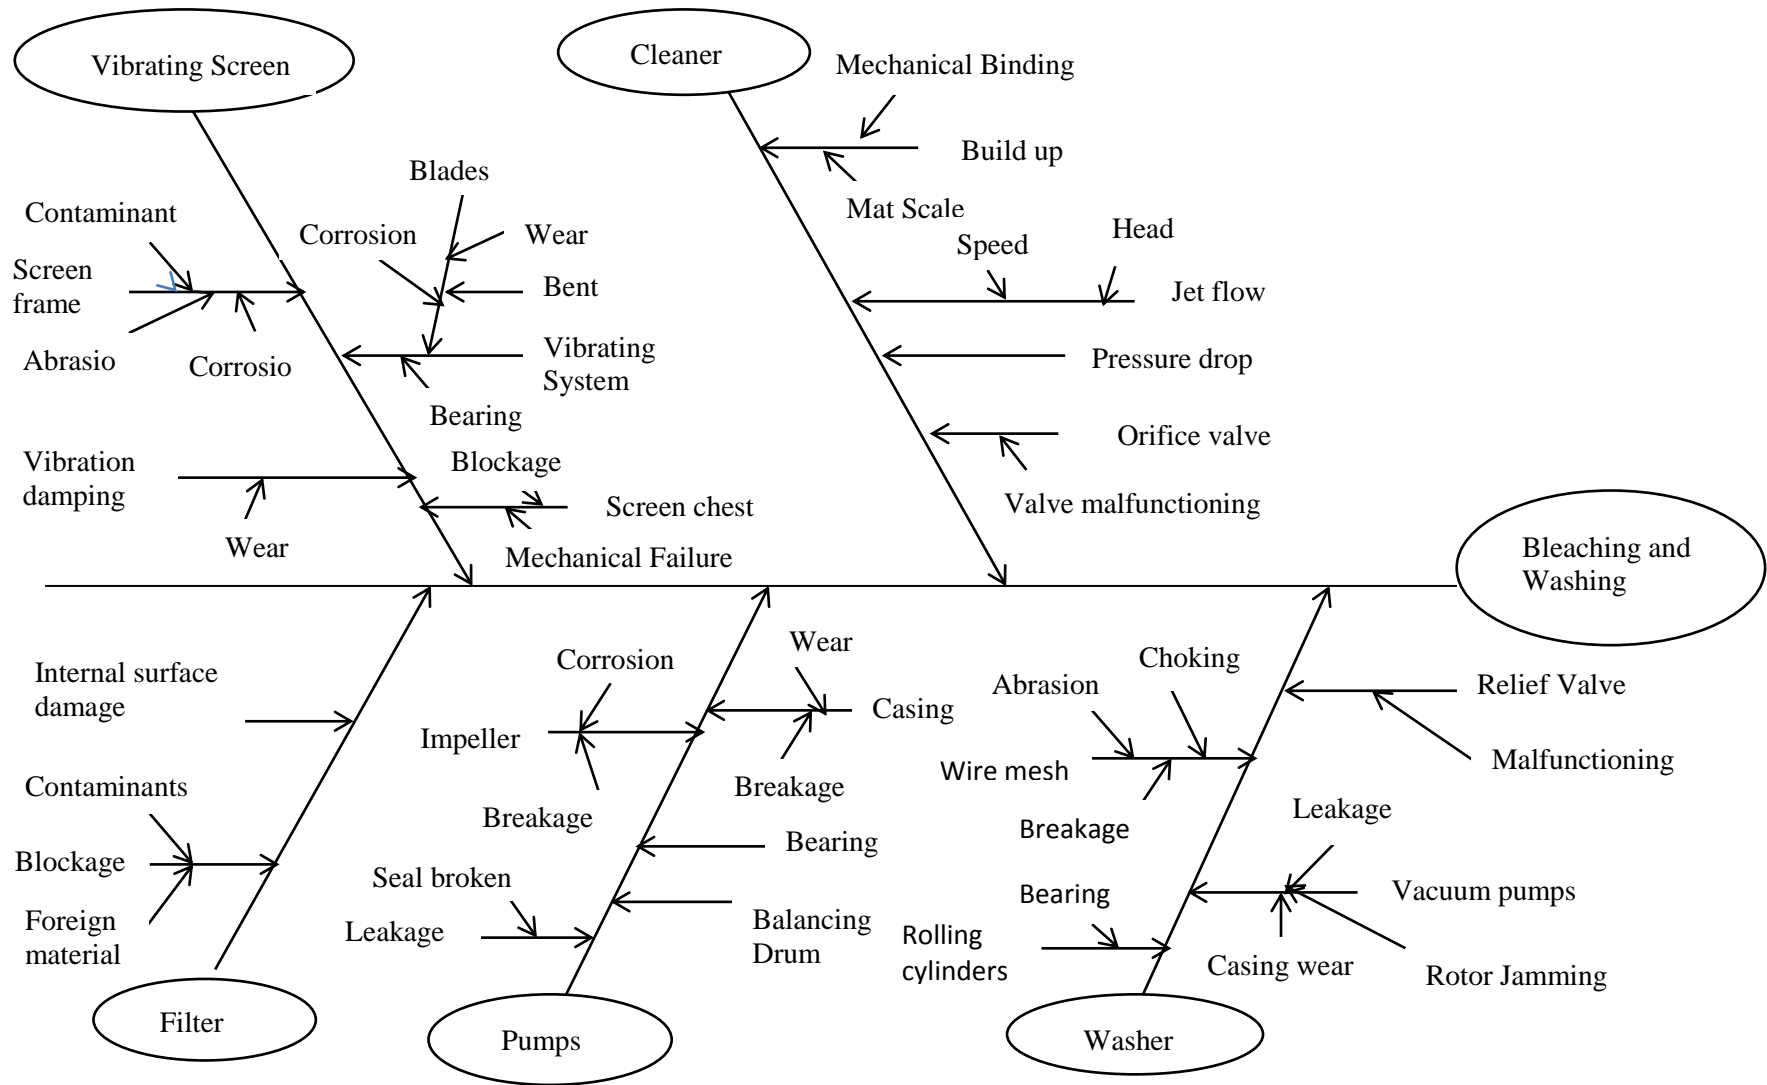 Vibrating Screen
Cleaner
Mechanical Binding
Build up
Mat Scale
Blades
Contaminant
Corrosion
Wear
Speed
Head
Screen
frame
Bent
Jet flow
Abrasio
Corrosio
Vibrating
System
Pressure drop
Bearing
Orifice valve
Vibration
damping
Blockage
Screen chest
Valve malfunctioning
Wear
Mechanical Failure
Bleaching and
Washing
Internal surface
damage
Corrosion
Wear
Choking
Abrasion
Relief Valve
Impeller
Casing
Wire mesh
Malfunctioning
Contaminants
Breakage
Breakage
Breakage
Leakage
Blockage
Bearing
Seal broken
Bearing
Vacuum pumps
Foreign
material
Leakage
Balancing
Drum
Rolling
cylinders
Casing wear
Rotor Jamming
Filter
Pumps
Washer